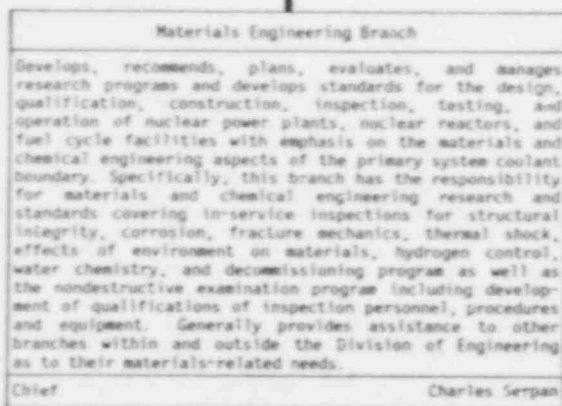 Materials Engineering Branch
Develops, recommends, plans, evaluates, and manages
research programs and develops standards for the design,
qualification, construction, inspection, testing, and
operation of nuclear power plants, nuclear reactors, and
fuel cycle facilities with emphasis on the materials and
chemical engineering aspects of the primary system coolant
boundary. Specifically, this branch has the responsibility
for materials and chemical engineering research and
standards covering in-service inspections for structural
integrity, corrosion, fracture mechanics, thermal shock,
effects of environment on materials, hydrogen control,
water chemistry, and decommissioning program as well as
the nondestructive examination program including develop-
ment of qualifications of inspection personnel, procedures
and equipment. Generally provides assistance to other
branches within and outside the Division of Engineering
as to their materials-related needs.
Chief Charles Serpan